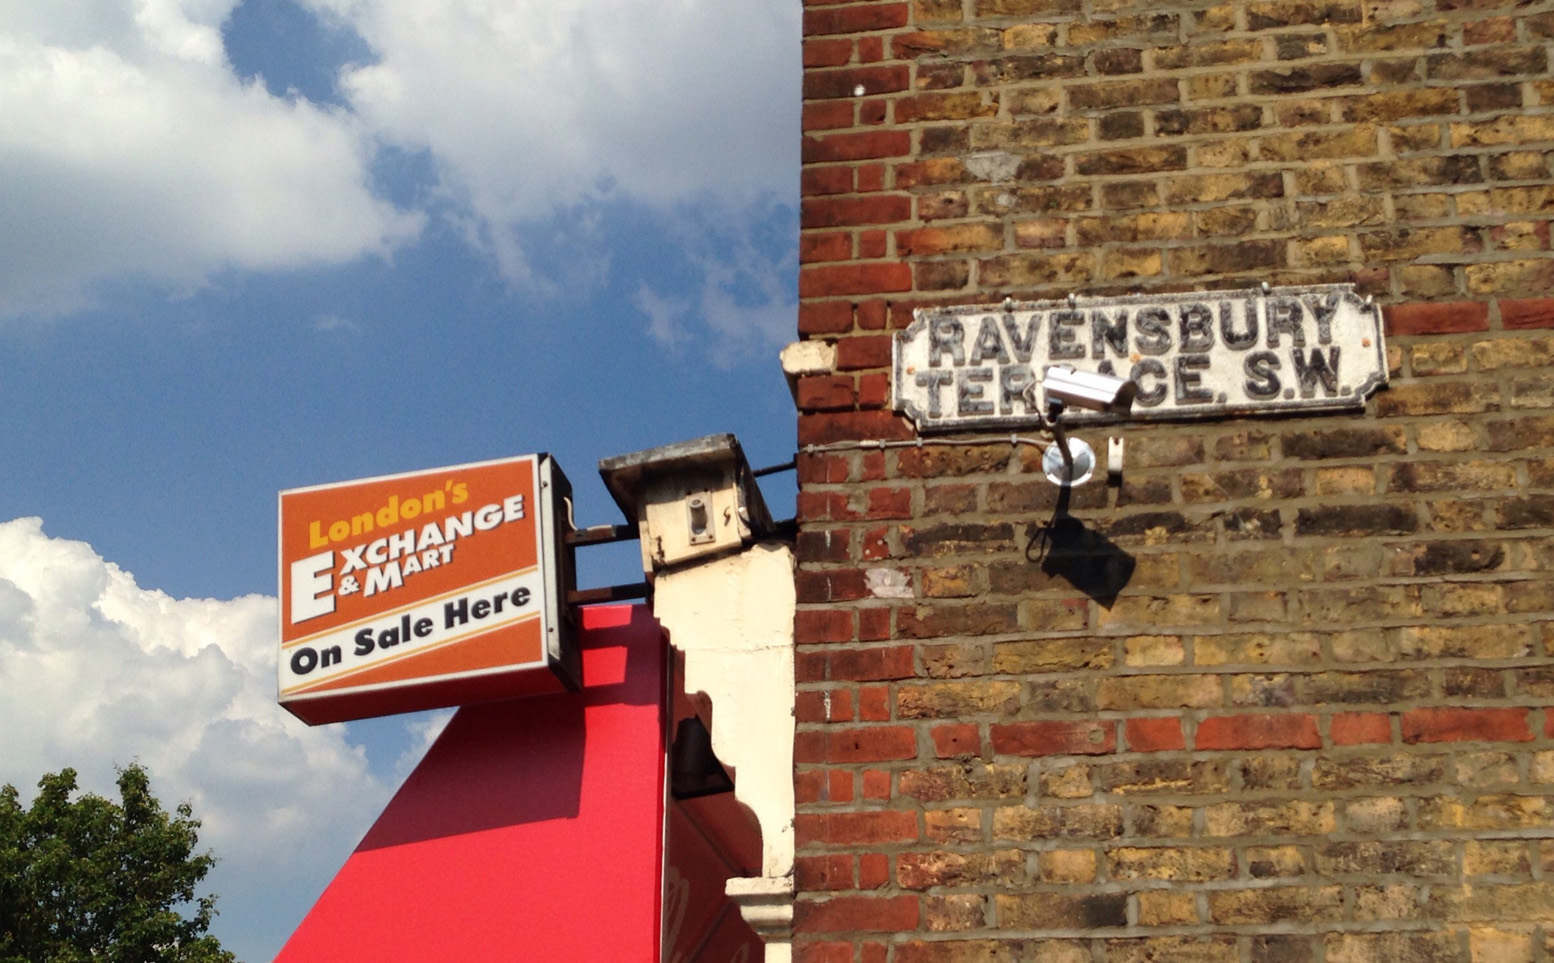 London's
EXCHANGE
& MART
On Sale Here
RAVENSBURY
TERRACE. S.W.